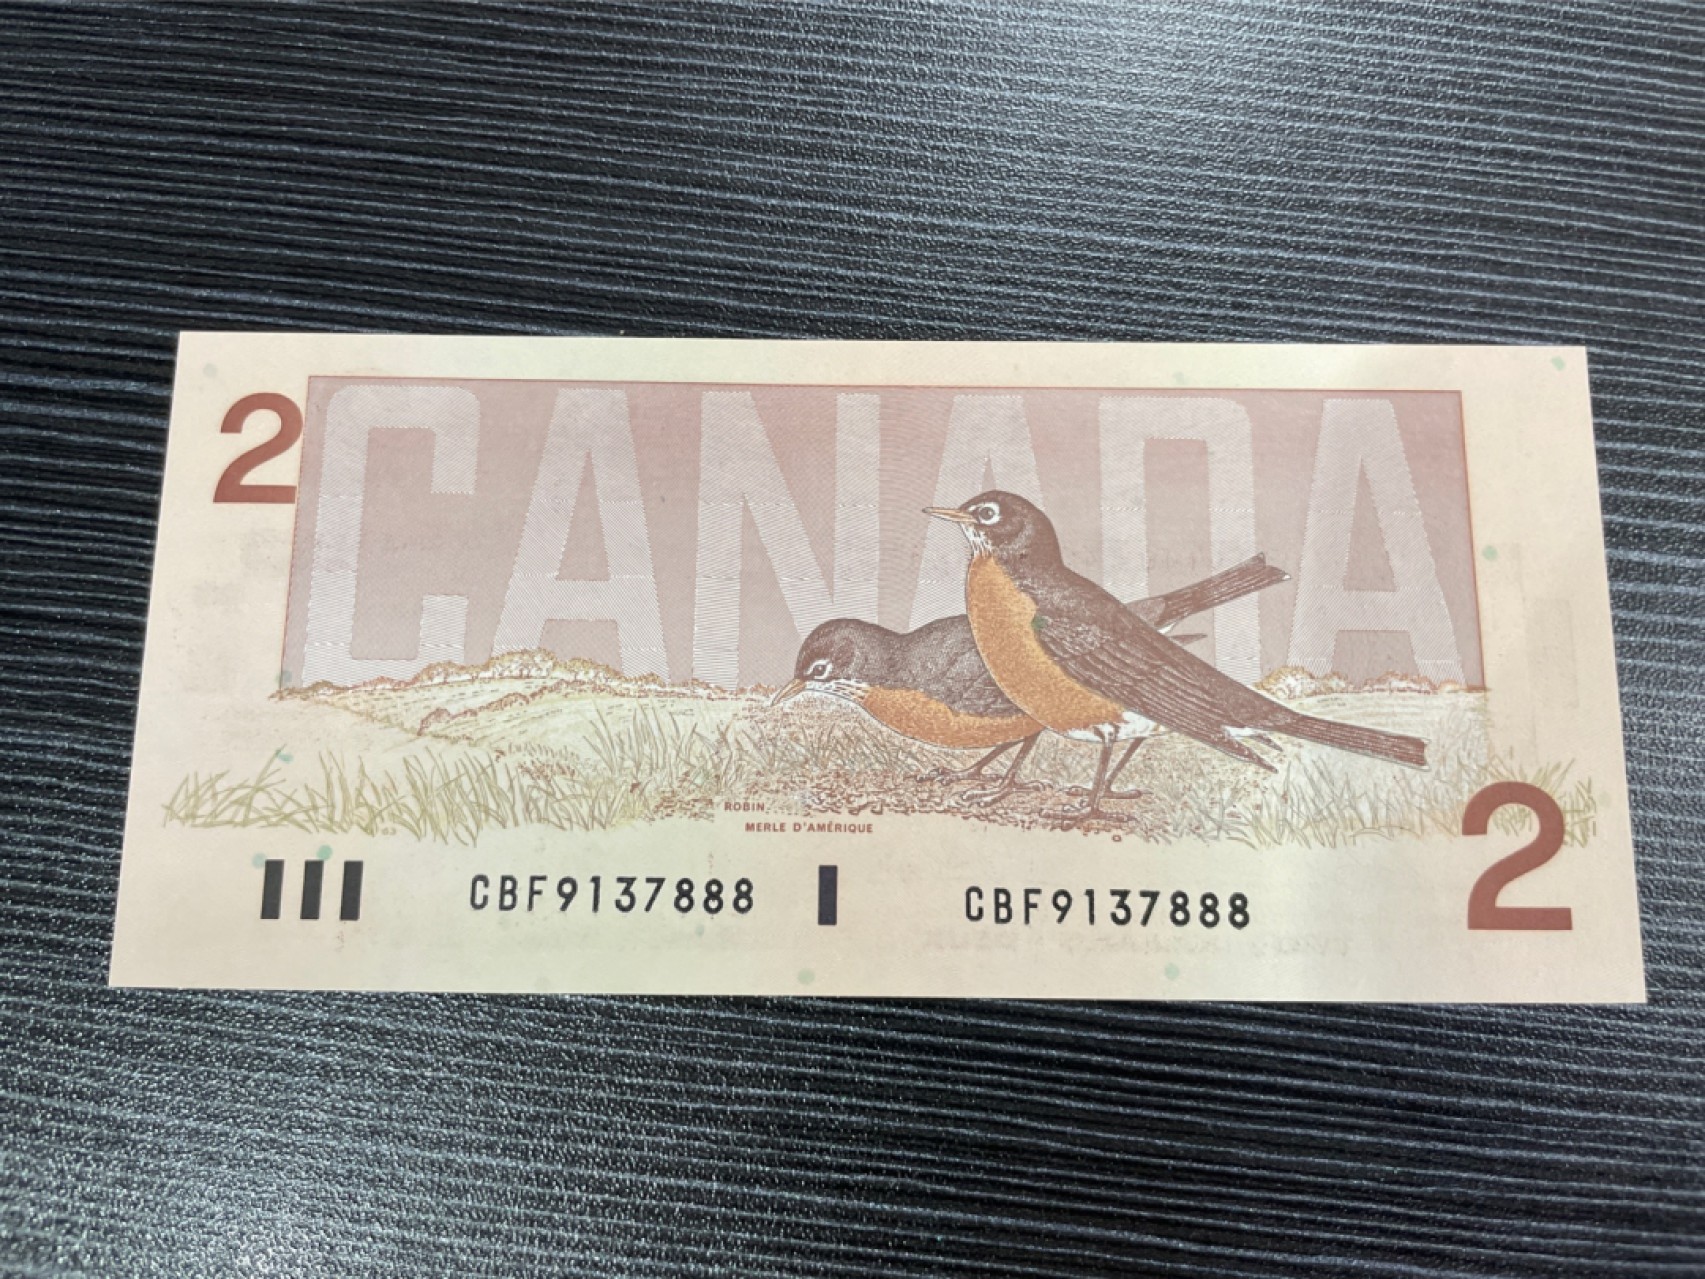 2
CANADA
ROBIN
MERLE D'AMÉRIQUE
CBF9137888 CBF9137888
2